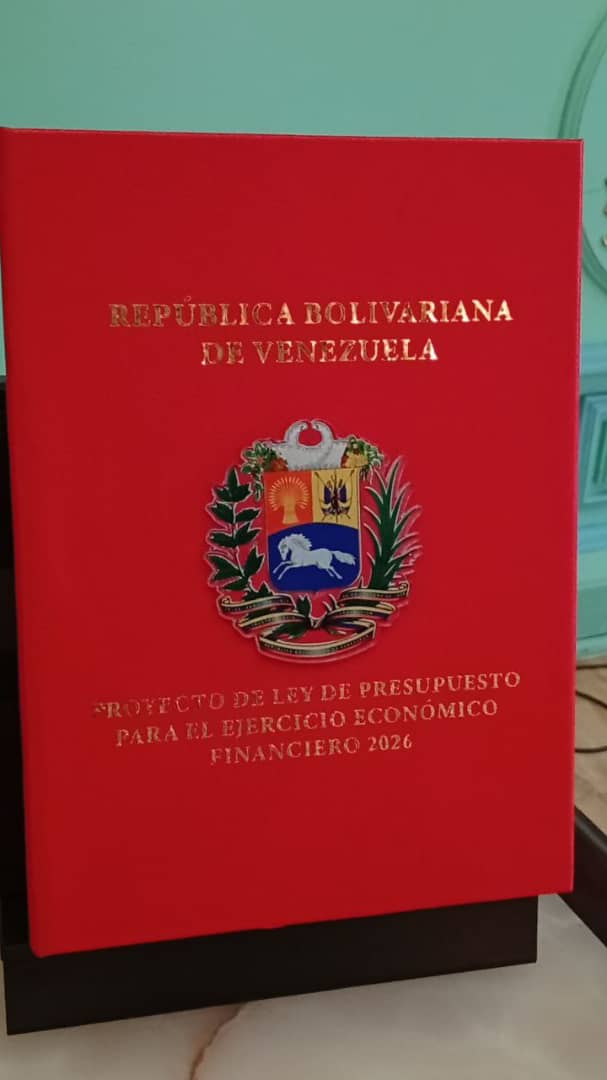 REPÚBLICA BOLIVARIANA
DE VENEZUELA
PROYECTO DE LEY DE PRESUPUESTO
PARA EL EJERCICIO ECONÓMICO
FINANCIERO 2026